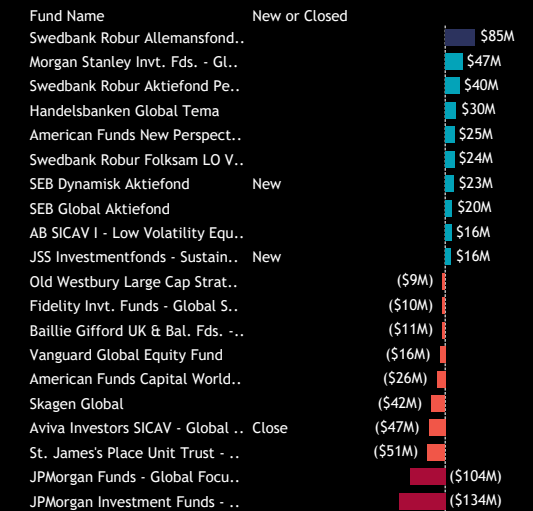 Fund Name New or Closed
Swedbank Robur Allemansfond.. $85M
Morgan Stanley Invt. Fds. - Gl.. $47M
Swedbank Robur Aktiefond Pe.. $40M
Handelsbanken Global Tema $30M
American Funds New Perspect.. $25M
Swedbank Robur Folksam LO V.. $24M
SEB Dynamisk Aktiefond New $23M
SEB Global Aktiefond $20M
AB SICAV I - Low Volatility Equ.. $16M
JSS Investmentfonds - Sustain.. New $16M
Old Westbury Large Cap Strat.. ($9M)
Fidelity Invt. Funds - Global S.. ($10M)
Baillie Gifford UK & Bal. Fds. -.. ($11M)
Vanguard Global Equity Fund ($16M)
American Funds Capital World.. ($26M)
Skagen Global ($42M)
Aviva Investors SICAV - Global .. Close ($47M)
St. James's Place Unit Trust - .. ($51M)
JPMorgan Funds - Global Focu.. ($104M)
JPMorgan Investment Funds - .. ($134M)